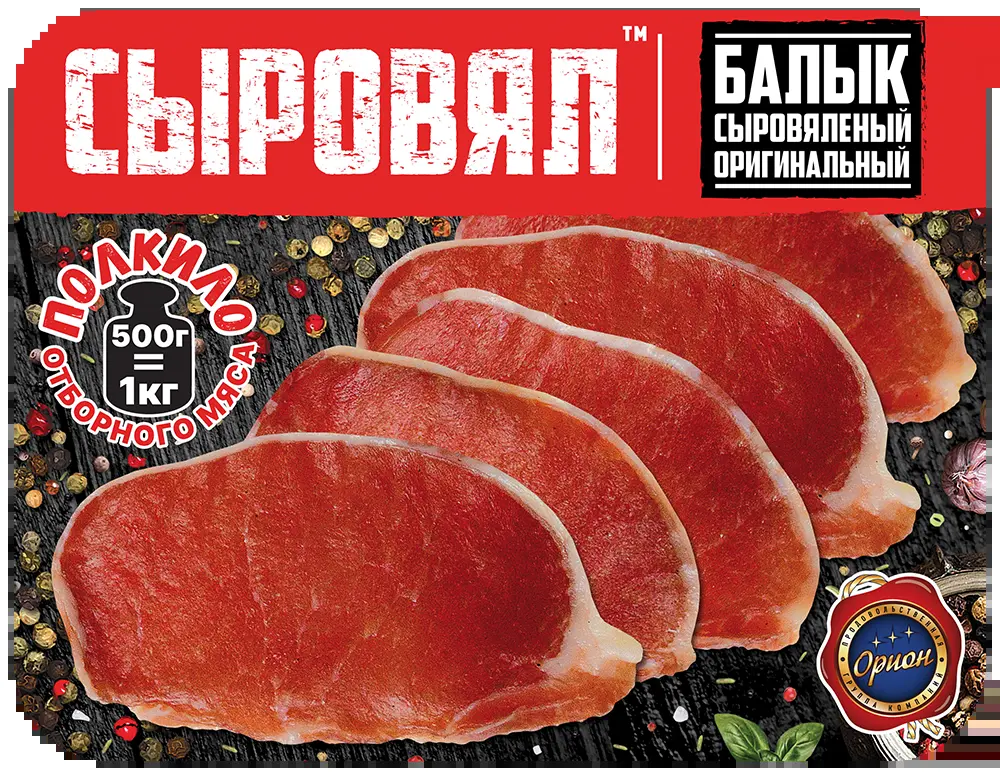 СЫРОВЯЛ™
БАЛЫК
СЫРОВЯЛЕНЫЙ
ОРИГИНАЛЬНЫЙ
ПОЛКИЛО
500г
=
1кг
ОТБОРНОГО МЯСА
ПРОДОВОЛЬСТВЕННАЯ
Орион
ГРУППА КОМПАНИЙ